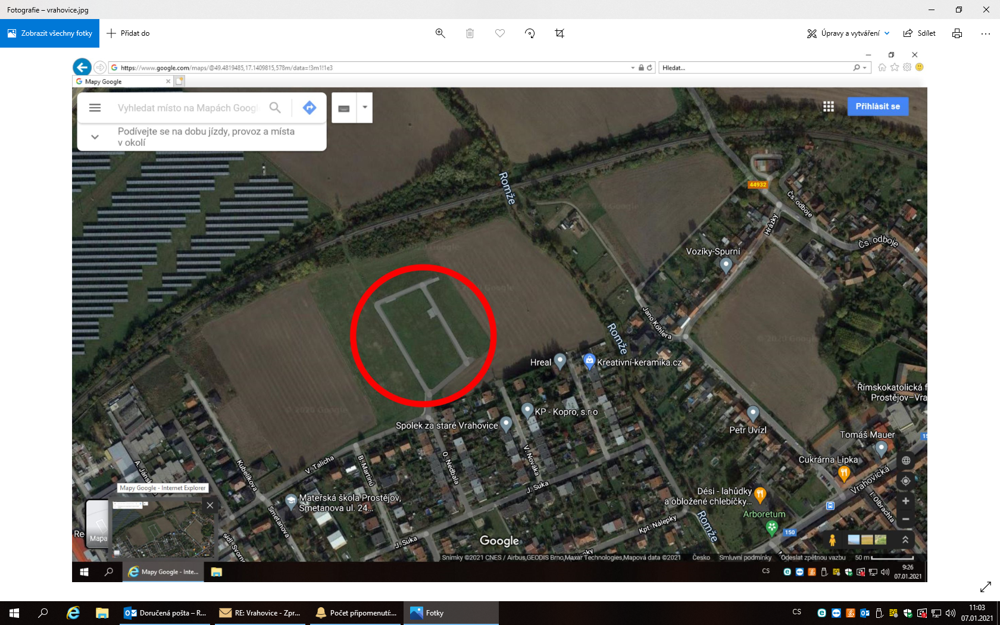 Fotografie – vrahovice.jpg
Zobrazit všechny fotky
Přidat do
Úpravy a vytváření
Sdílet
https://www.google.com/maps/@49.4819485,17.1409815,578m/data=!3m1!1e3
Hledat...
Mapy Google
Vyhledat místo na Mapách Googl
Přihlásit se
Podívejte se na dobu jízdy, provoz a místa
v okolí
Romže
44932
Čs. odboje
Hrázky
Čs. odboje
Vozíky-Spurní
Jano Köhlera
Romže
Hreal
Kreativní-keramika.cz
Římskokatolická f
Prostějov–Vra
KP - Kopro, s.r.o
Spolek za staré Vrahovice
Petr Uvízl
Tomáš Mauer
15
Cukrárna Lipka
V. Talicha
B. Martinů
O. Nedbala
V. Nováka
J. Suka
Kubelíkova
A. Jánsk
Vrahovická
I. Olbrachta
Mapy Google - Internet Explorer
Mateřská škola Prostějov,
Smetanova ul. 24...
Dési - lahůdky
a obložené chlebíčky...
Arboretum
Smetanova
Kpt. Nálepky
Romže
150
Re
Mapa
sídl. Svorno
J. Suka
Google
Snímky ©2021 CNES / Airbus,GEODIS Brno,Maxar Technologies,Mapová data ©2021
Česko
Smluvní podmínky
Odeslat zpětnou vazbu
50 m
Mapy Google - Inte...
CS
9:26
07.01.2021
Doručená pošta – R...
RE: Vrahovice - Zpr...
Počet připomenutí:...
Fotky
CS
11:03
07.01.2021